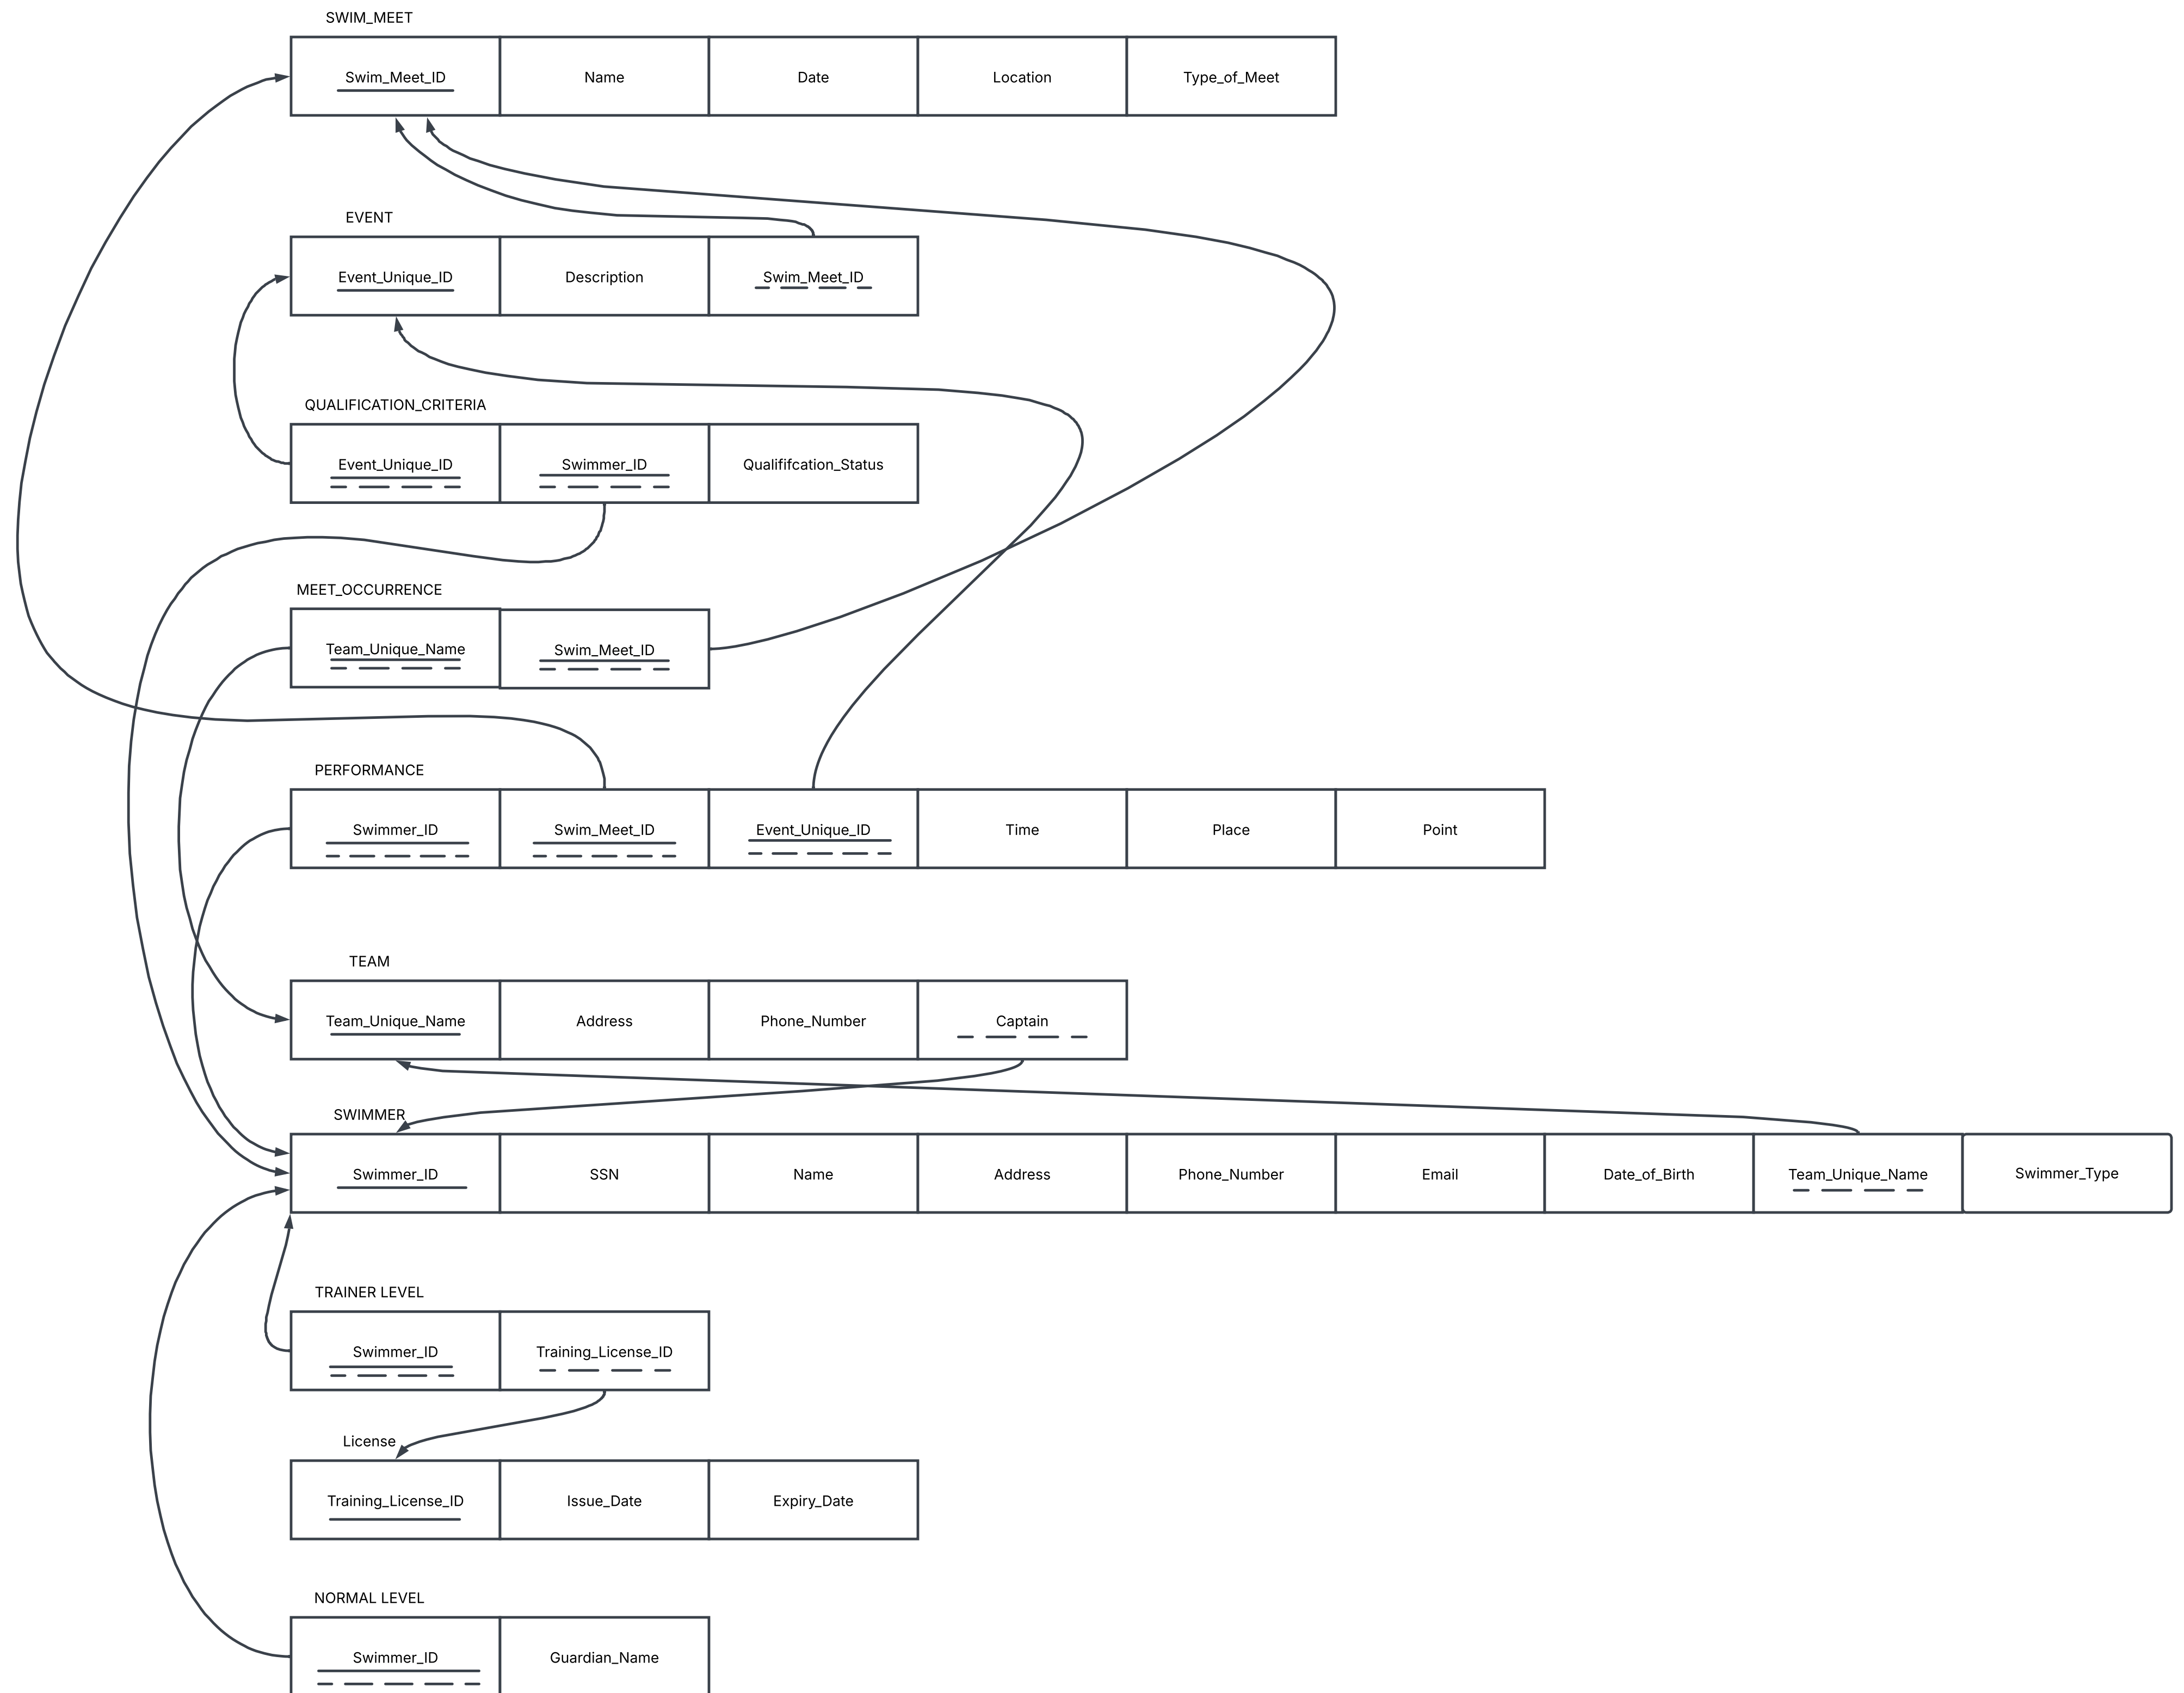 SWIM_MEET
Swim_Meet_ID Name Date Location Type_of_Meet
EVENT
Event_Unique_ID Description Swim_Meet_ID
QUALIFICATION_CRITERIA
Event_Unique_ID Swimmer_ID Qualififcation_Status
MEET_OCCURRENCE
Team_Unique_Name Swim_Meet_ID
PERFORMANCE
Swimmer_ID Swim_Meet_ID Event_Unique_ID Time Place Point
TEAM
Team_Unique_Name Address Phone_Number Captain
SWIMMER
Swimmer_ID SSN Name Address Phone_Number Email Date_of_Birth Team_Unique_Name Swimmer_Type
TRAINER LEVEL
Swimmer_ID Training_License_ID
License
Training_License_ID Issue_Date Expiry_Date
NORMAL LEVEL
Swimmer_ID Guardian_Name